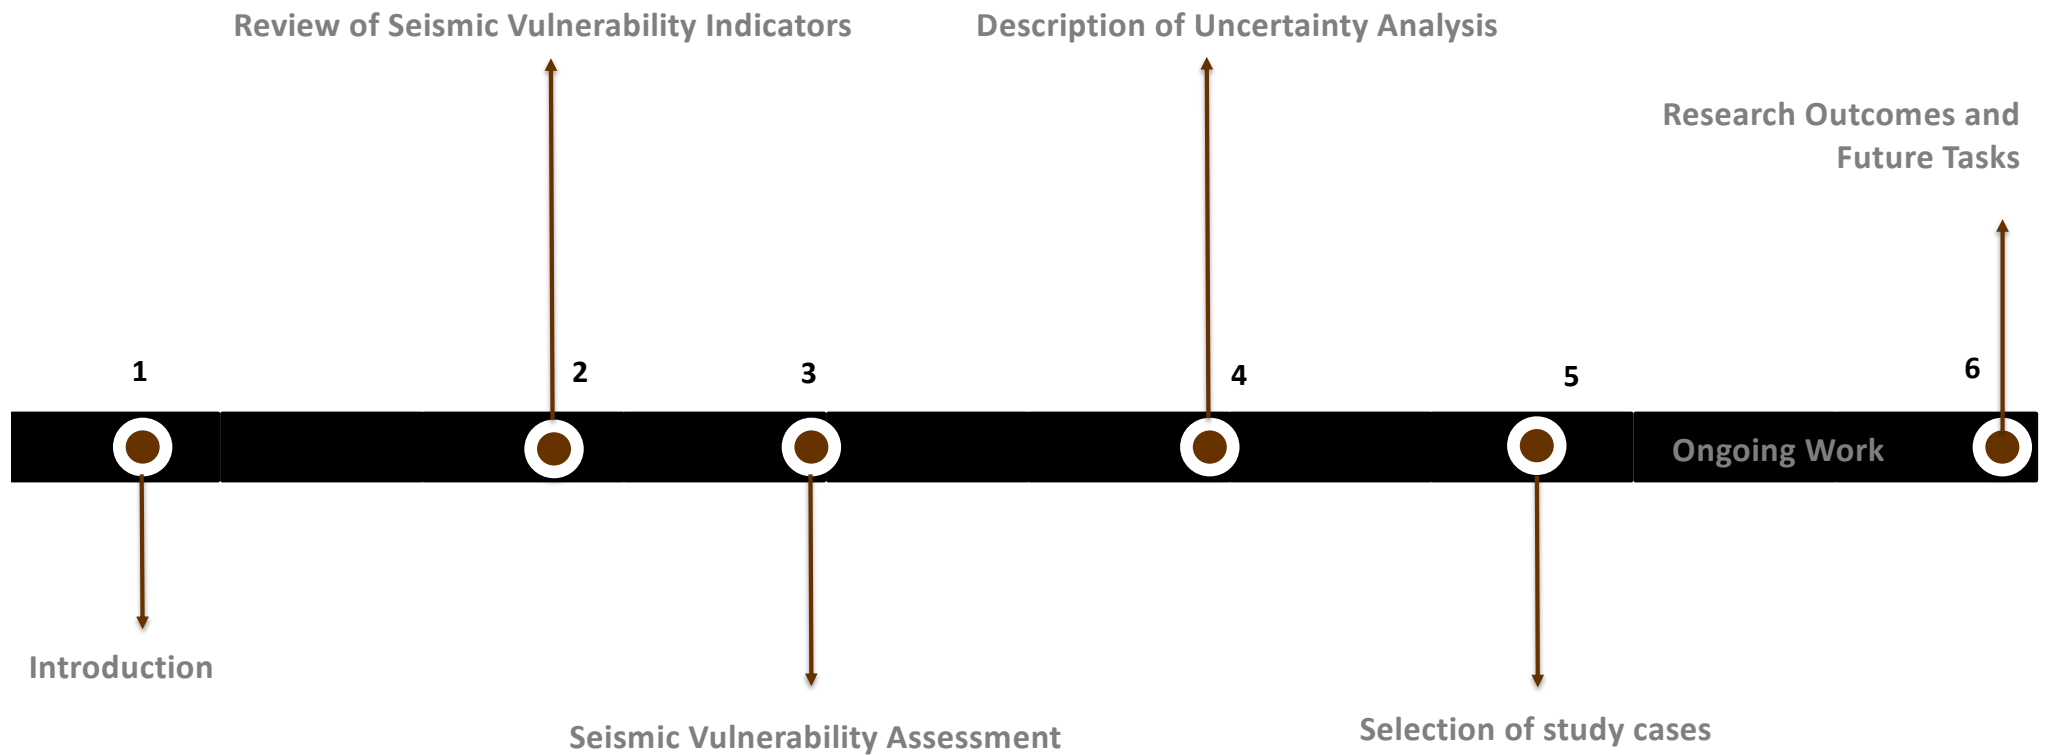 Review of Seismic Vulnerability Indicators
Description of Uncertainty Analysis
Research Outcomes and
Future Tasks
1
2
3
4
5
6
Ongoing Work
Introduction
Seismic Vulnerability Assessment
Selection of study cases